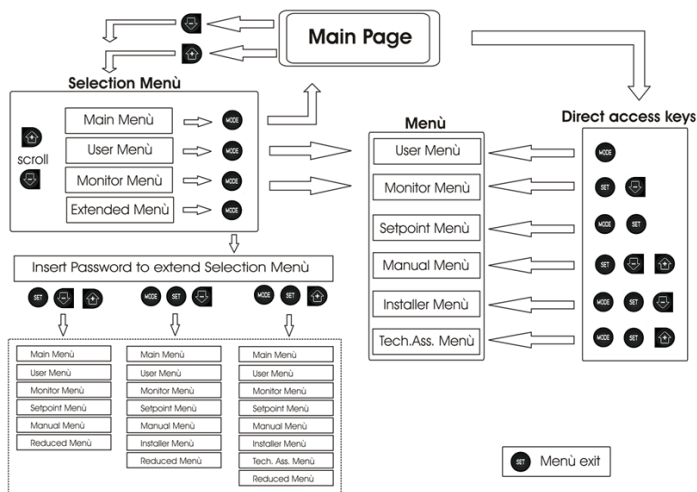 Main Page
Selection Menù
Main Menù MODE
User Menù MODE
Monitor Menù MODE
Extended Menù MODE
scroll
Insert Password to extend Selection Menù
SET
MODE SET
MODE SET
Main Menù
User Menù
Monitor Menù
Setpoint Menù
Manual Menù
Reduced Menù
Main Menù
User Menù
Monitor Menù
Setpoint Menù
Manual Menù
Installer Menù
Reduced Menù
Main Menù
User Menù
Monitor Menù
Setpoint Menù
Manual Menù
Installer Menù
Tech. Ass. Menù
Reduced Menù
Menù
User Menù
Monitor Menù
Setpoint Menù
Manual Menù
Installer Menù
Tech.Ass. Menù
Direct access keys
MODE
SET
MODE SET
SET
MODE SET
MODE SET
SET Menù exit